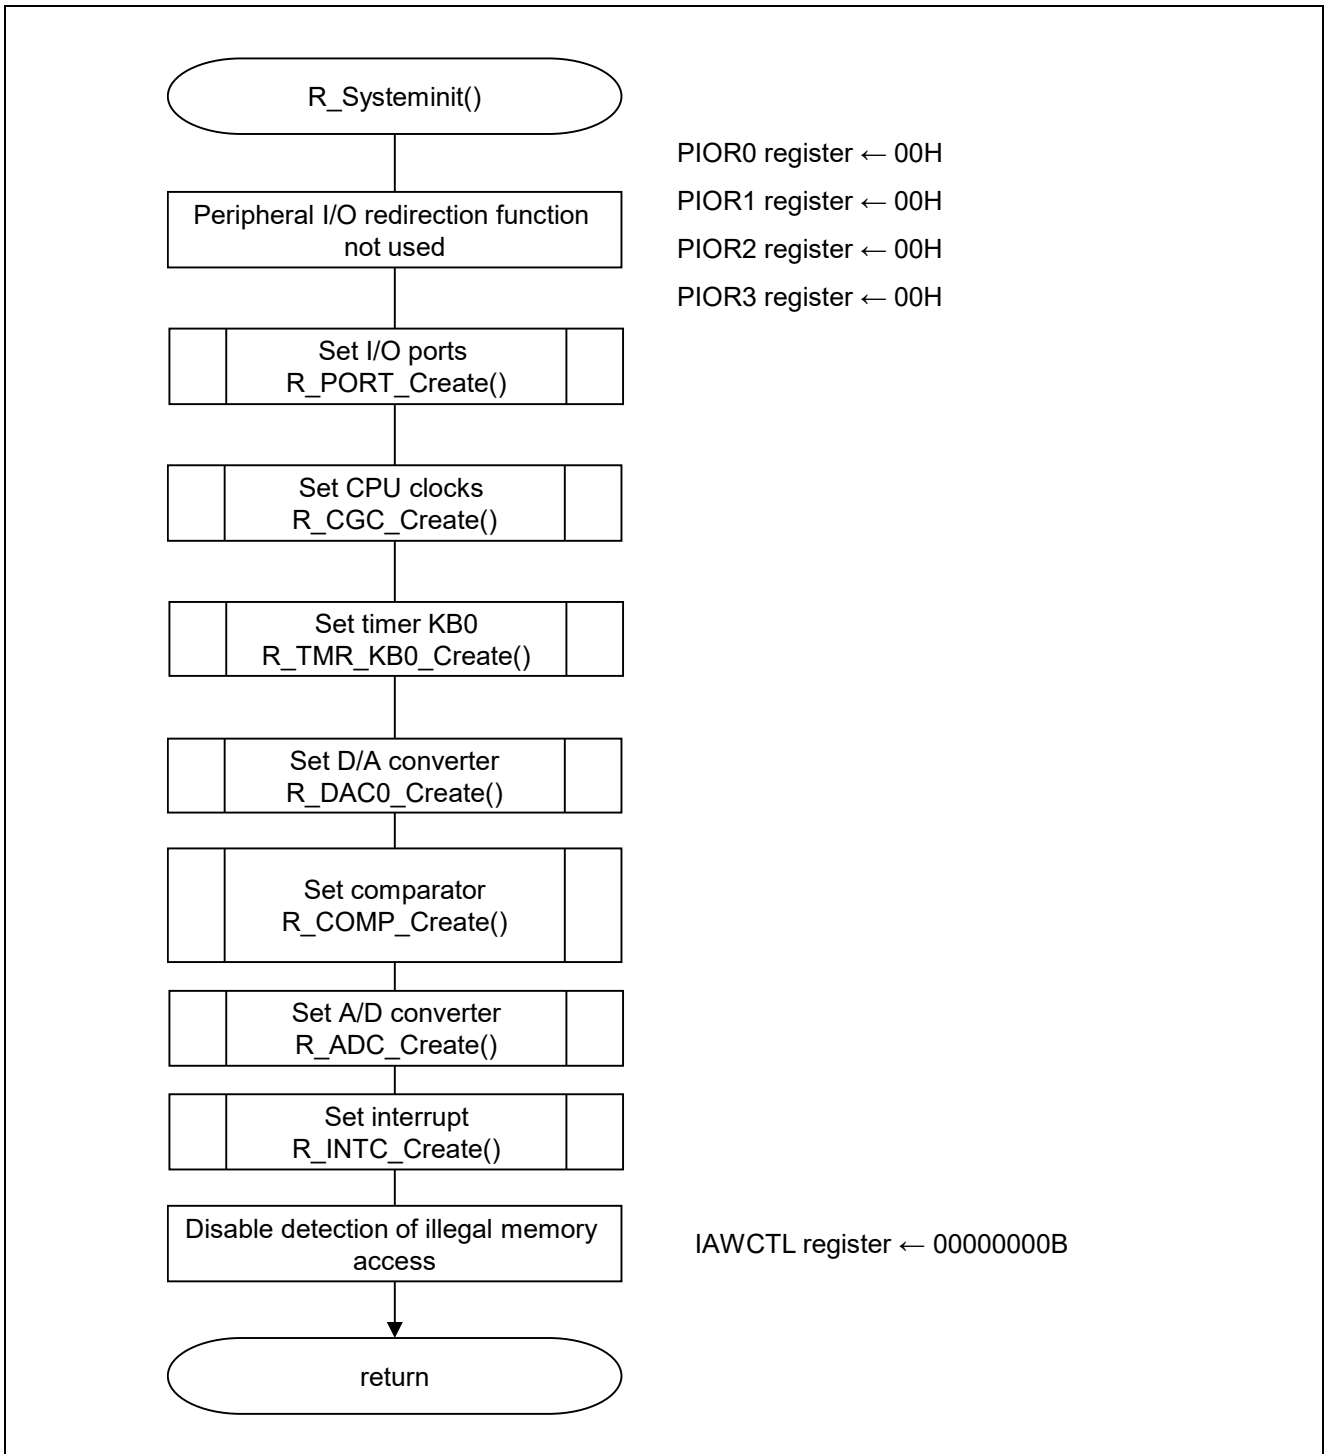 R_Systeminit()
PIOR0 register ← 00H
PIOR1 register ← 00H
PIOR2 register ← 00H
PIOR3 register ← 00H
Peripheral I/O redirection function
not used
Set I/O ports
R_PORT_Create()
Set CPU clocks
R_CGC_Create()
Set timer KB0
R_TMR_KB0_Create()
Set D/A converter
R_DAC0_Create()
Set comparator
R_COMP_Create()
Set A/D converter
R_ADC_Create()
Set interrupt
R_INTC_Create()
Disable detection of illegal memory
access
IAWCTL register ← 00000000B
return